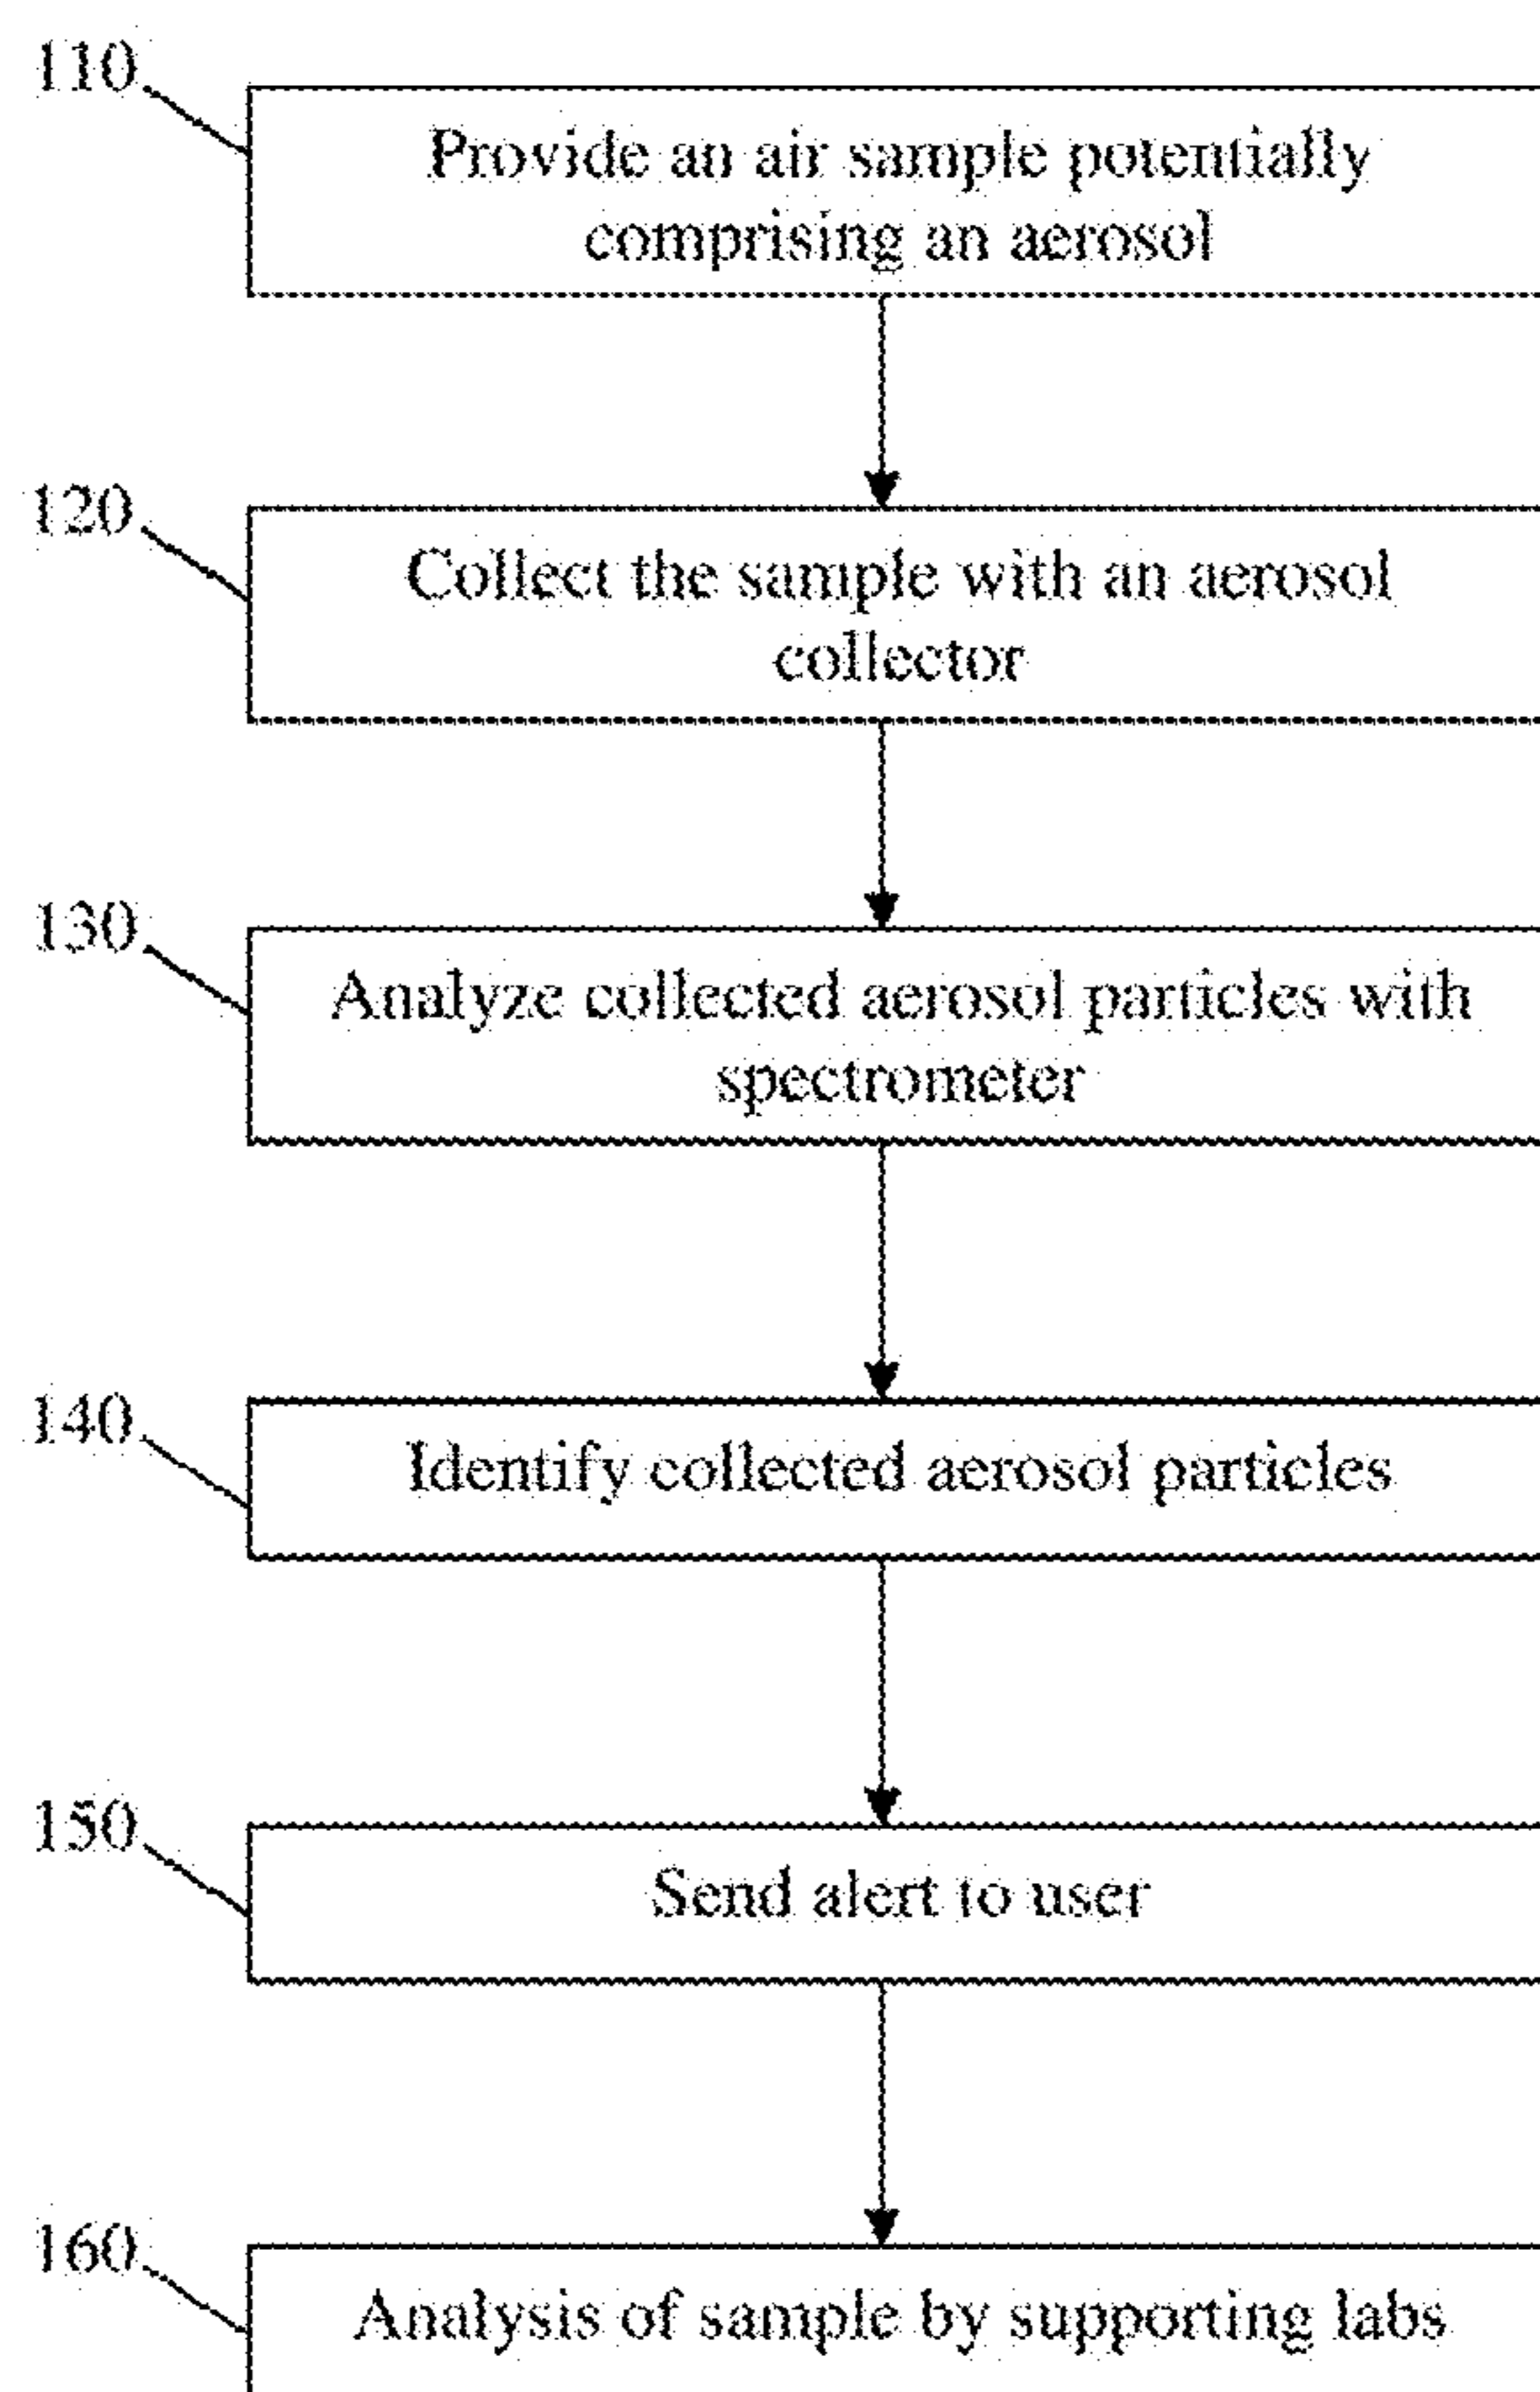 110
Provide an air sample potentially
comprising an aerosol
120
Collect the sample with an aerosol
collector
130
Analyze collected aerosol particles with
spectrometer
140
Identify collected aerosol particles
150
Send alert to user
160
Analysis of sample by supporting labs